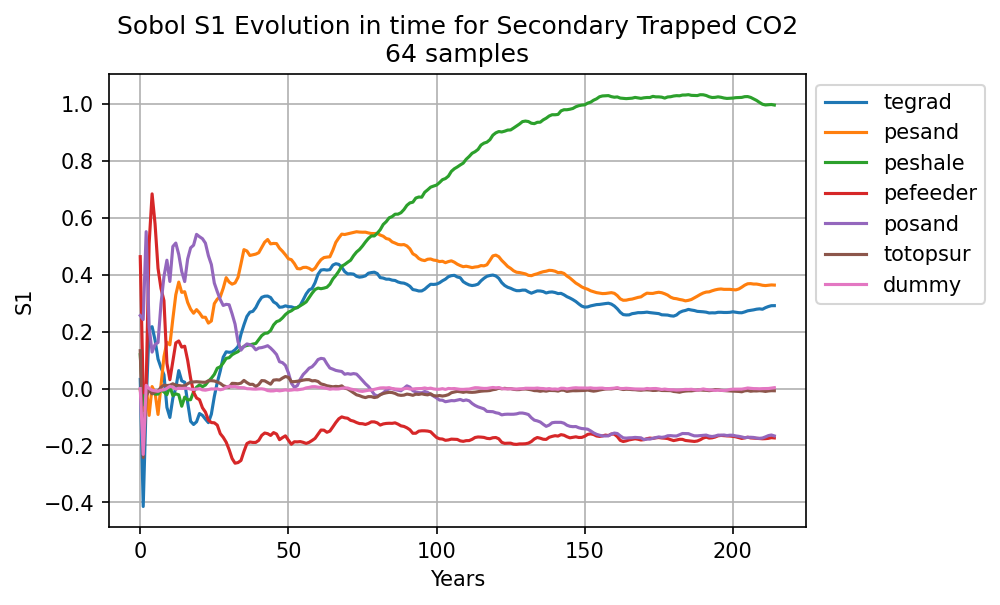 Sobol S1 Evolution in time for Secondary Trapped CO2
64 samples
1.0
0.8
0.6
0.4
0.2
0.0
−0.2
−0.4
S1
0
50
100
150
200
Years
tegrad
pesand
peshale
pefeeder
posand
totopsur
dummy